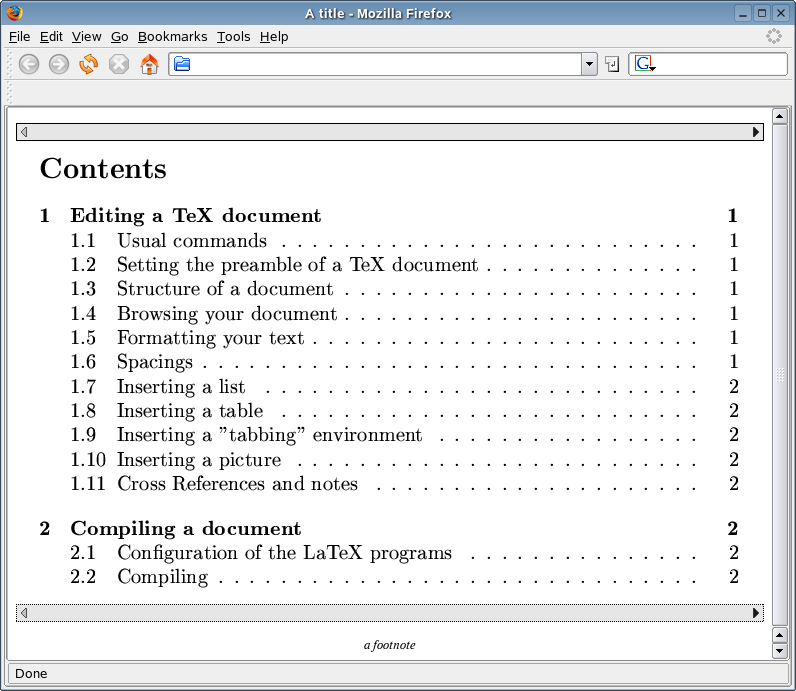 A title - Mozilla Firefox
File Edit View Go Bookmarks Tools Help
G
Contents
1 Editing a TeX document 1
1.1 Usual commands . . . . . . . . . . . . . . . . . . . . . . . . . . . 1
1.2 Setting the preamble of a TeX document . . . . . . . . . . . . . . 1
1.3 Structure of a document . . . . . . . . . . . . . . . . . . . . . . . 1
1.4 Browsing your document . . . . . . . . . . . . . . . . . . . . . . . 1
1.5 Formatting your text . . . . . . . . . . . . . . . . . . . . . . . . . 1
1.6 Spacings . . . . . . . . . . . . . . . . . . . . . . . . . . . . . . . . 1
1.7 Inserting a list . . . . . . . . . . . . . . . . . . . . . . . . . . . . 2
1.8 Inserting a table . . . . . . . . . . . . . . . . . . . . . . . . . . . 2
1.9 Inserting a ”tabbing” environment . . . . . . . . . . . . . . . . . 2
1.10 Inserting a picture . . . . . . . . . . . . . . . . . . . . . . . . . . 2
1.11 Cross References and notes . . . . . . . . . . . . . . . . . . . . . 2
2 Compiling a document 2
2.1 Configuration of the LaTeX programs . . . . . . . . . . . . . . . 2
2.2 Compiling . . . . . . . . . . . . . . . . . . . . . . . . . . . . . . . 2
a footnote
Done